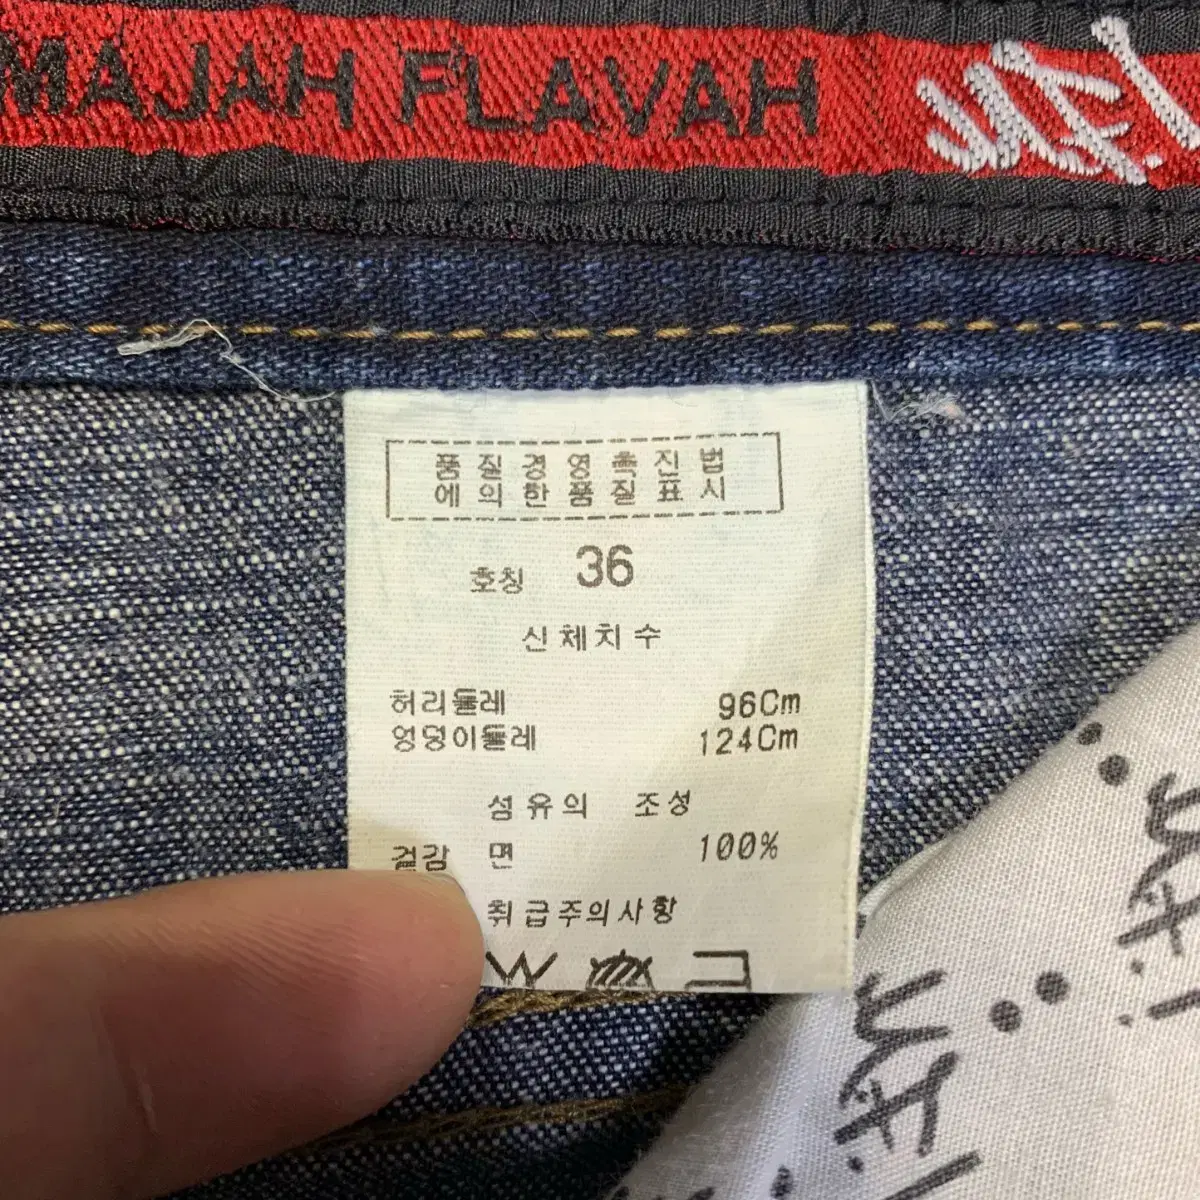 MAJAH FLAVAH
품질경영촉진법
에의한품질표시
호칭 36
신체치수
허리둘레 96Cm
엉덩이둘레 124Cm
섬유의 조성
겉감 면 100%
취급주의사항